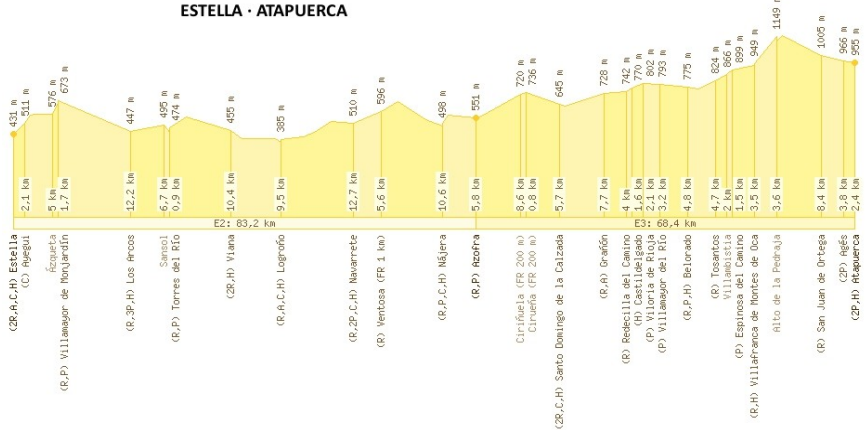 ESTELLA · ATAPUERCA
431 m
511 m
576 m
673 m
447 m
495 m
474 m
455 m
385 m
510 m
596 m
498 m
551 m
720 m
736 m
645 m
728 m
742 m
770 m
802 m
793 m
775 m
824 m
866 m
899 m
949 m
1149 m
1005 m
966 m
955 m
2,1 km
5 km
1,7 km
12,2 km
6,7 km
0,9 km
10,4 km
9,5 km
12,7 km
5,6 km
10,6 km
5,8 km
8,6 km
0,8 km
5,7 km
7,7 km
4 km
1,6 km
2,1 km
3,2 km
4,8 km
4,7 km
2 km
1,5 km
3,5 km
3,6 km
8,4 km
3,8 km
2,4 km
E2: 83,2 km
E3: 68,4 km
(2R,A,C,H) Estella
(C) Ayegui
Ázqueta
(R,P) Villamayor de Monjardín
(R,3P,H) Los Arcos
Sansol
(R,P) Torres del Río
(2R,H) Viana
(R,A,C,H) Logroño
(R,2P,C,H) Navarrete
(R) Ventosa (FR 1 km)
(R,P,C,H) Nájera
(R,P) Azofra
Ciriñuela (FR 200 m)
Cirueña (FR 200 m)
(2R,C,H) Santo Domingo de la Calzada
(R,A) Grañón
(R) Redecilla del Camino
(H) Castildelgado
(P) Viloria de Rioja
(P) Villamayor del Río
(R,P,H) Belorado
(R) Tosantos
Villambistia
(P) Espinosa del Camino
(R,H) Villafranca de Montes de Oca
Alto de la Pedraja
(R) San Juan de Ortega
(2P) Agés
(2P,H) Atapuerca